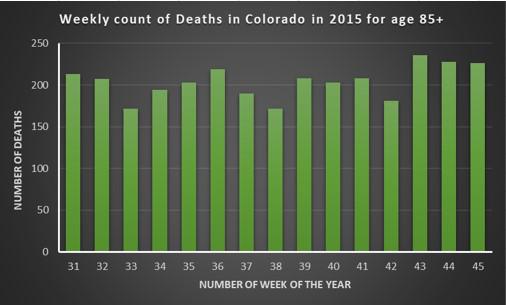 Weekly count of Deaths in Colorado in 2015 for age 85+
NUMBER OF DEATHS
250
200
150
100
50
0
31 32 33 34 35 36 37 38 39 40 41 42 43 44 45
NUMBER OF WEEK OF THE YEAR